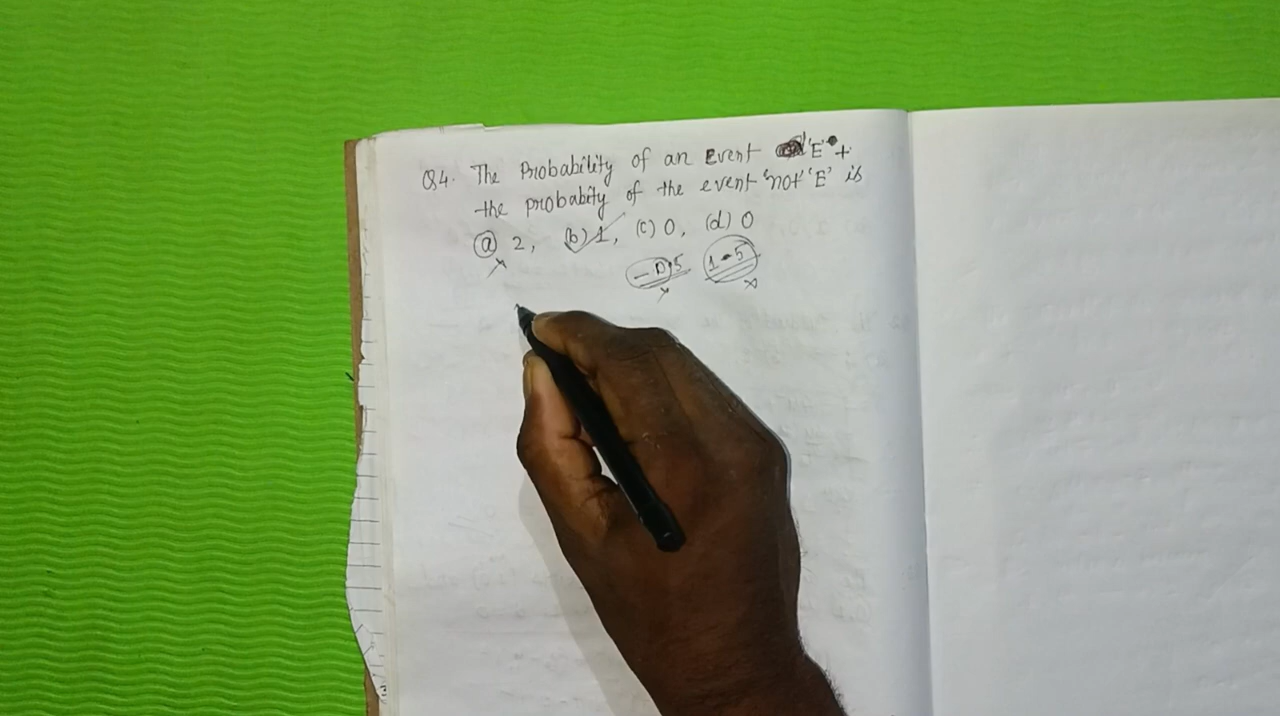 Q4. The Probability of an Event 'E' +
the probabity of the event 'not 'E' is
(a) 2, (b) 1, (c) 0, (d) 0
-0.5 1-5